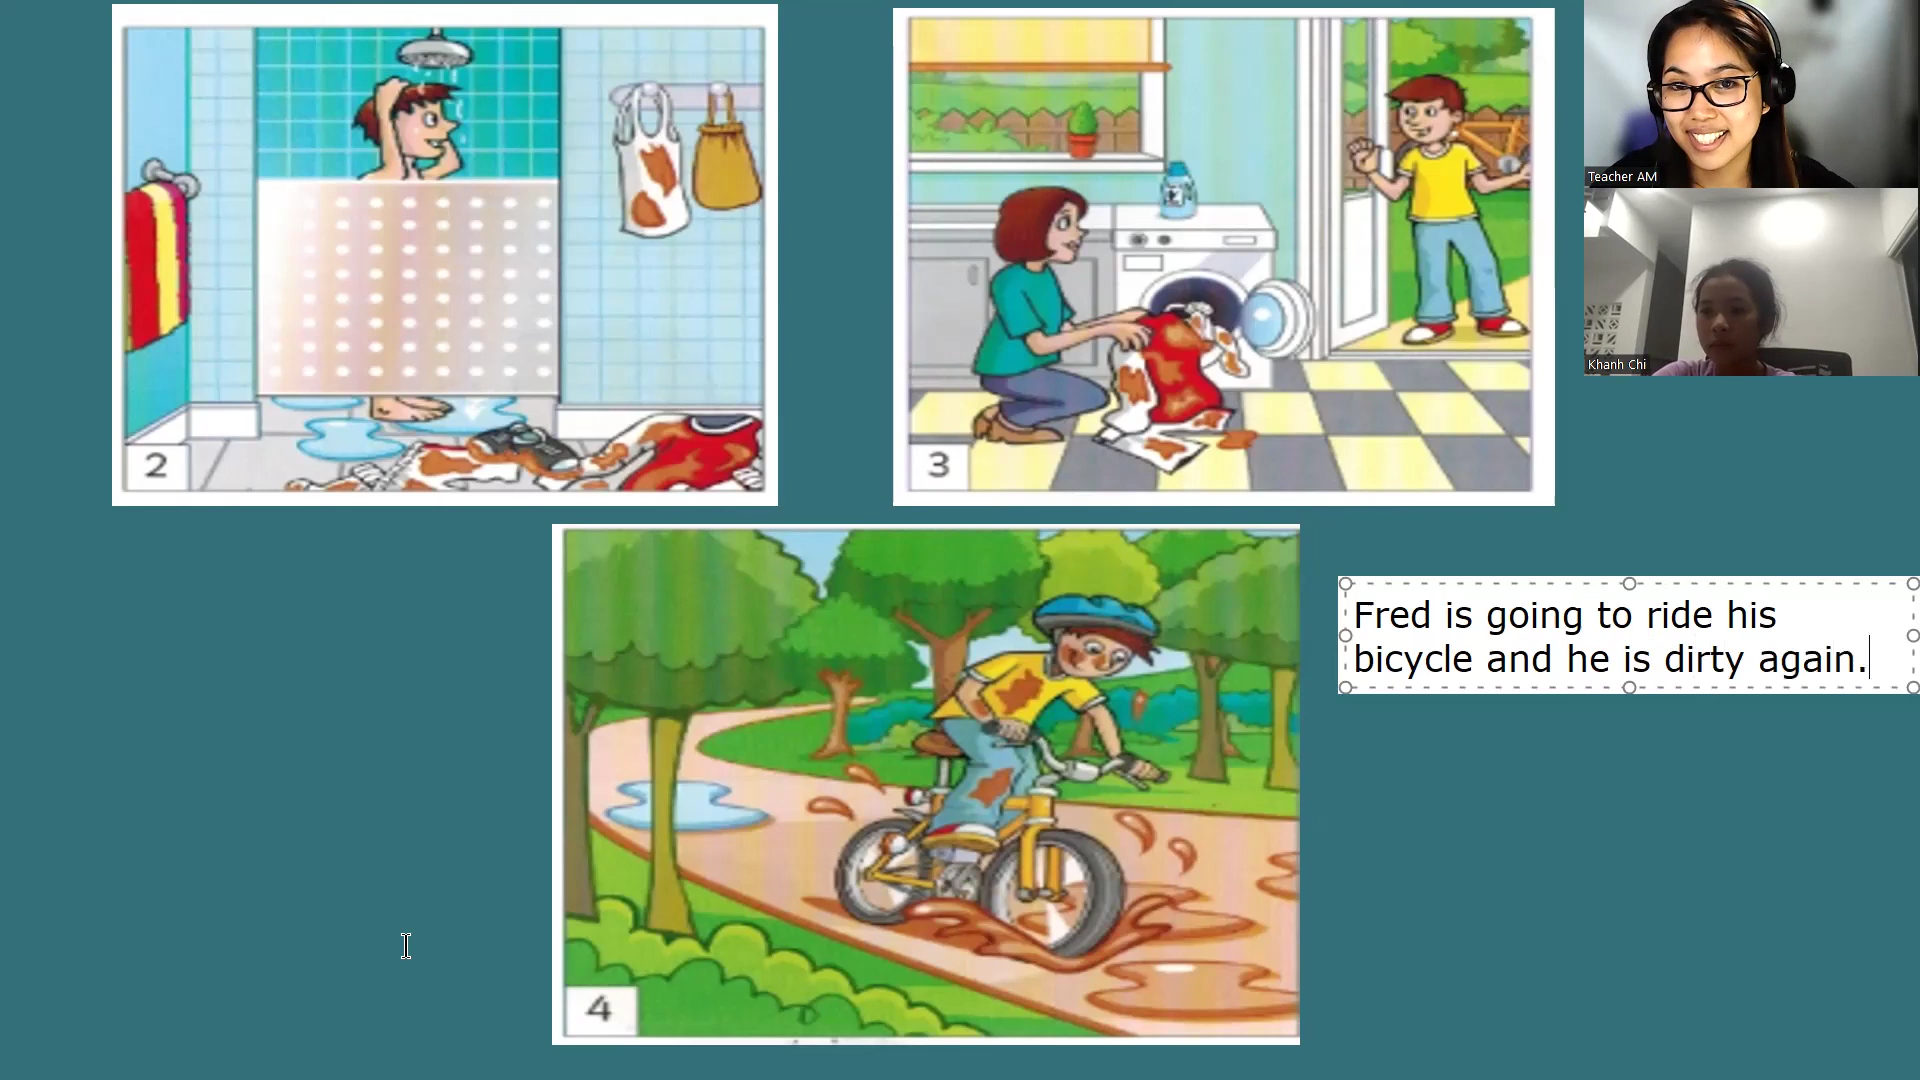 2
3
Teacher AM
Khanh Chi
Fred is going to ride his
bicycle and he is dirty again.
4